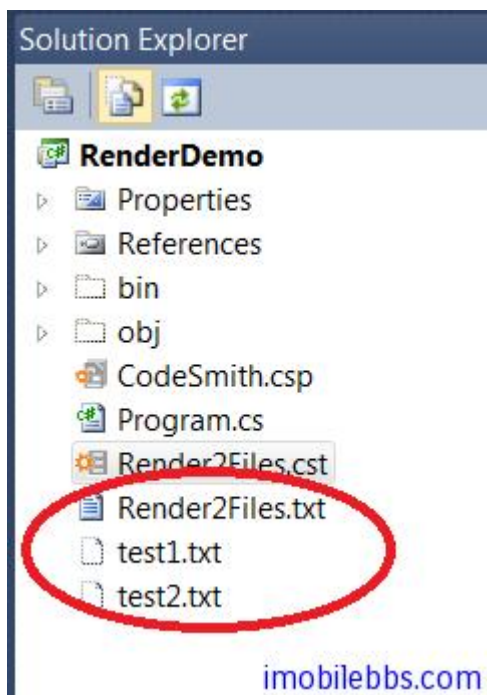 Solution Explorer
RenderDemo
Properties
References
bin
obj
CodeSmith.csp
Program.cs
Render2Files.cst
Render2Files.txt
test1.txt
test2.txt
imobilebbs.com